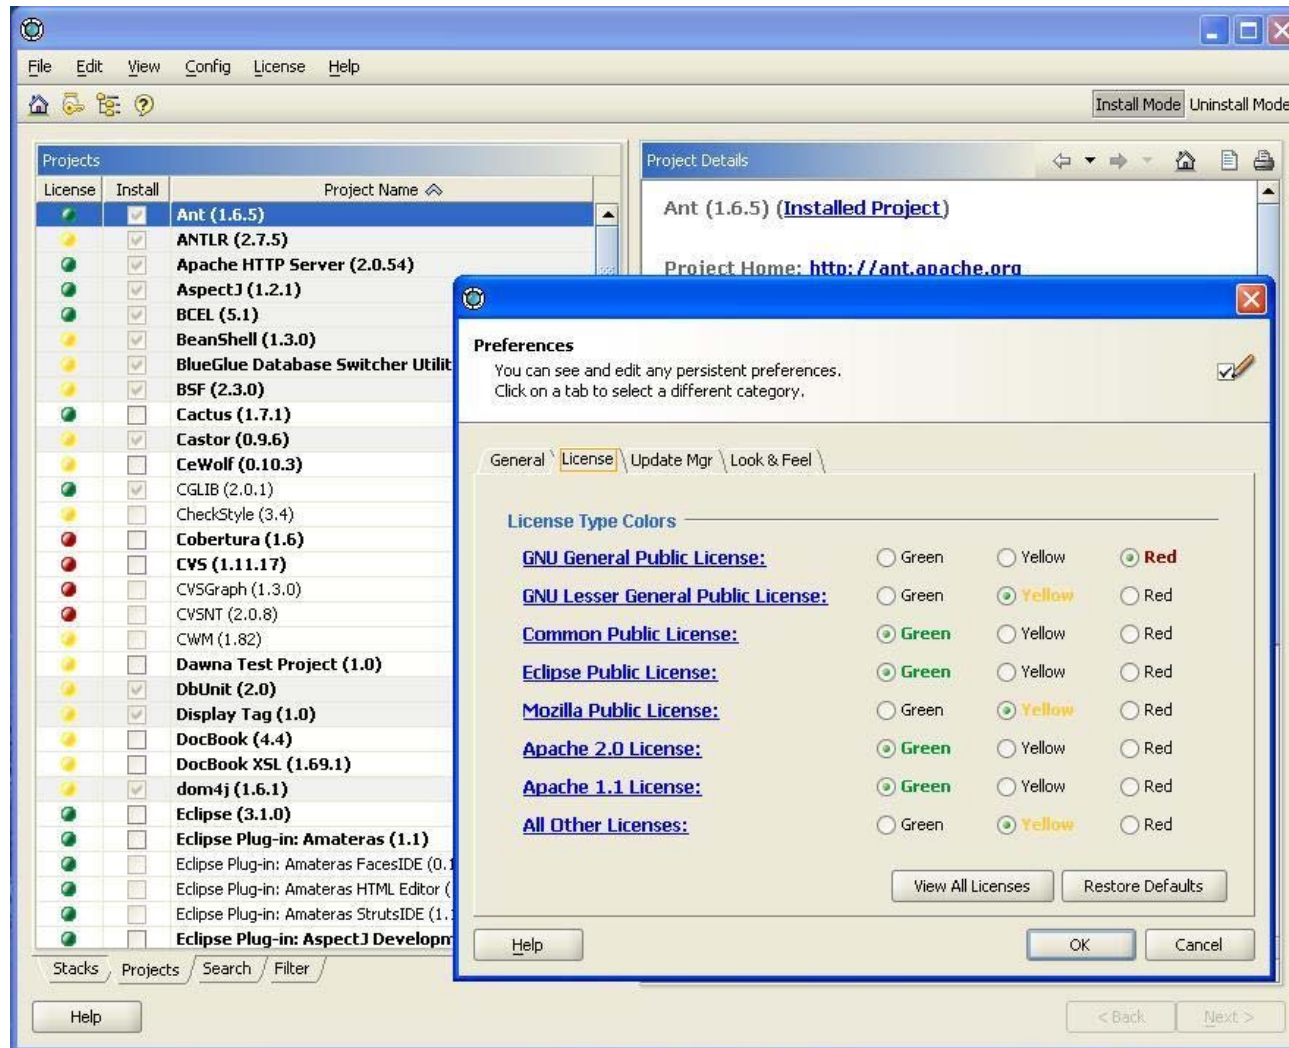 File Edit View Config License Help
Install Mode Uninstall Mode
Projects
License Install Project Name
Ant (1.6.5)
ANTLR (2.7.5)
Apache HTTP Server (2.0.54)
AspectJ (1.2.1)
BCEL (5.1)
BeanShell (1.3.0)
BlueGlue Database Switcher Utilit
BSF (2.3.0)
Cactus (1.7.1)
Castor (0.9.6)
CeWolf (0.10.3)
CGLIB (2.0.1)
CheckStyle (3.4)
Cobertura (1.6)
CVS (1.11.17)
CVSGraph (1.3.0)
CVSNT (2.0.8)
CWM (1.82)
Dawna Test Project (1.0)
DbUnit (2.0)
Display Tag (1.0)
DocBook (4.4)
DocBook XSL (1.69.1)
dom4j (1.6.1)
Eclipse (3.1.0)
Eclipse Plug-in: Amateras (1.1)
Eclipse Plug-in: Amateras FacesIDE (0.1
Eclipse Plug-in: Amateras HTML Editor (
Eclipse Plug-in: Amateras StrutsIDE (1.1
Eclipse Plug-in: AspectJ Developm
Stacks Projects Search Filter
Help
Project Details
Ant (1.6.5) (Installed Project)
Project Home: http://ant.apache.org
Preferences
You can see and edit any persistent preferences.
Click on a tab to select a different category.
General License Update Mgr Look & Feel
License Type Colors
GNU General Public License: Green Yellow Red
GNU Lesser General Public License: Green Yellow Red
Common Public License: Green Yellow Red
Eclipse Public License: Green Yellow Red
Mozilla Public License: Green Yellow Red
Apache 2.0 License: Green Yellow Red
Apache 1.1 License: Green Yellow Red
All Other Licenses: Green Yellow Red
View All Licenses Restore Defaults
Help OK Cancel
< Back Next >